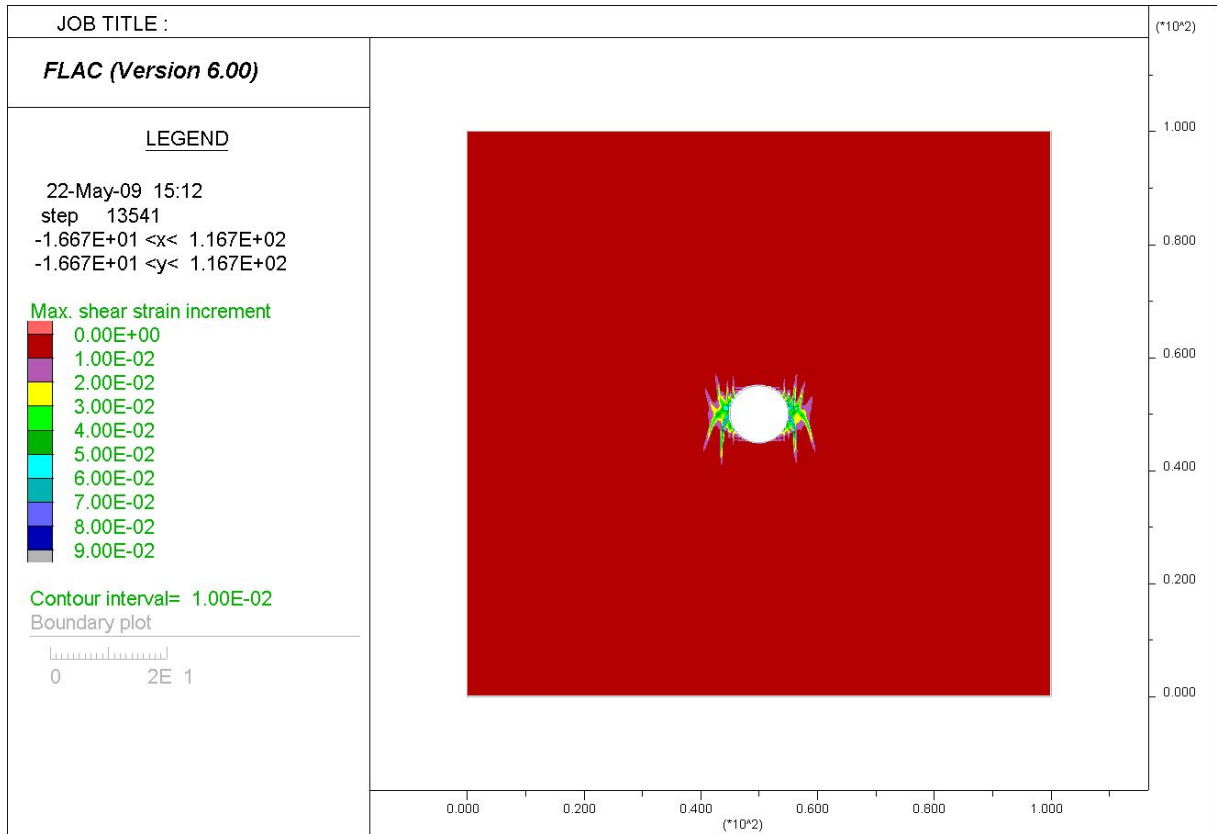 JOB TITLE :
(*10^2)
FLAC (Version 6.00)
LEGEND
22-May-09 15:12
step 13541
-1.667E+01 <x< 1.167E+02
-1.667E+01 <y< 1.167E+02
Max. shear strain increment
0.00E+00
1.00E-02
2.00E-02
3.00E-02
4.00E-02
5.00E-02
6.00E-02
7.00E-02
8.00E-02
9.00E-02
Contour interval= 1.00E-02
Boundary plot
0 2E 1
1.000
0.800
0.600
0.400
0.200
0.000
0.000 0.200 0.400 0.600 0.800 1.000
(*10^2)